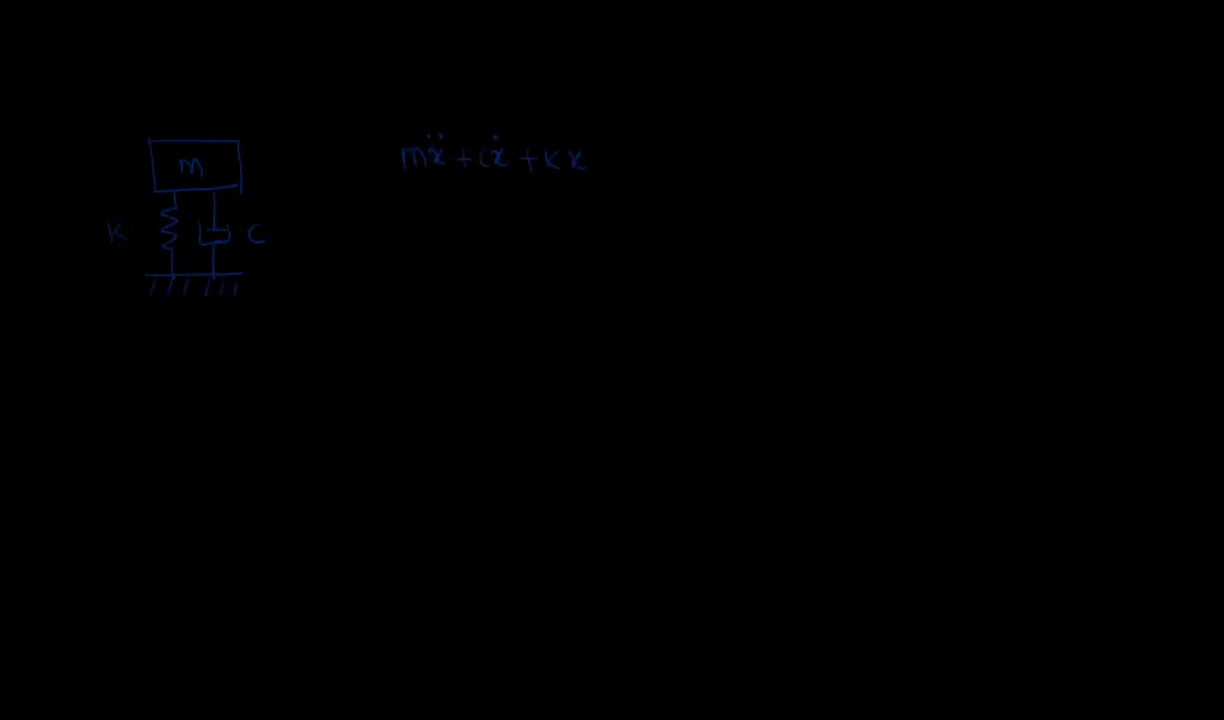 mẍ + cẋ + kx
m
K
C